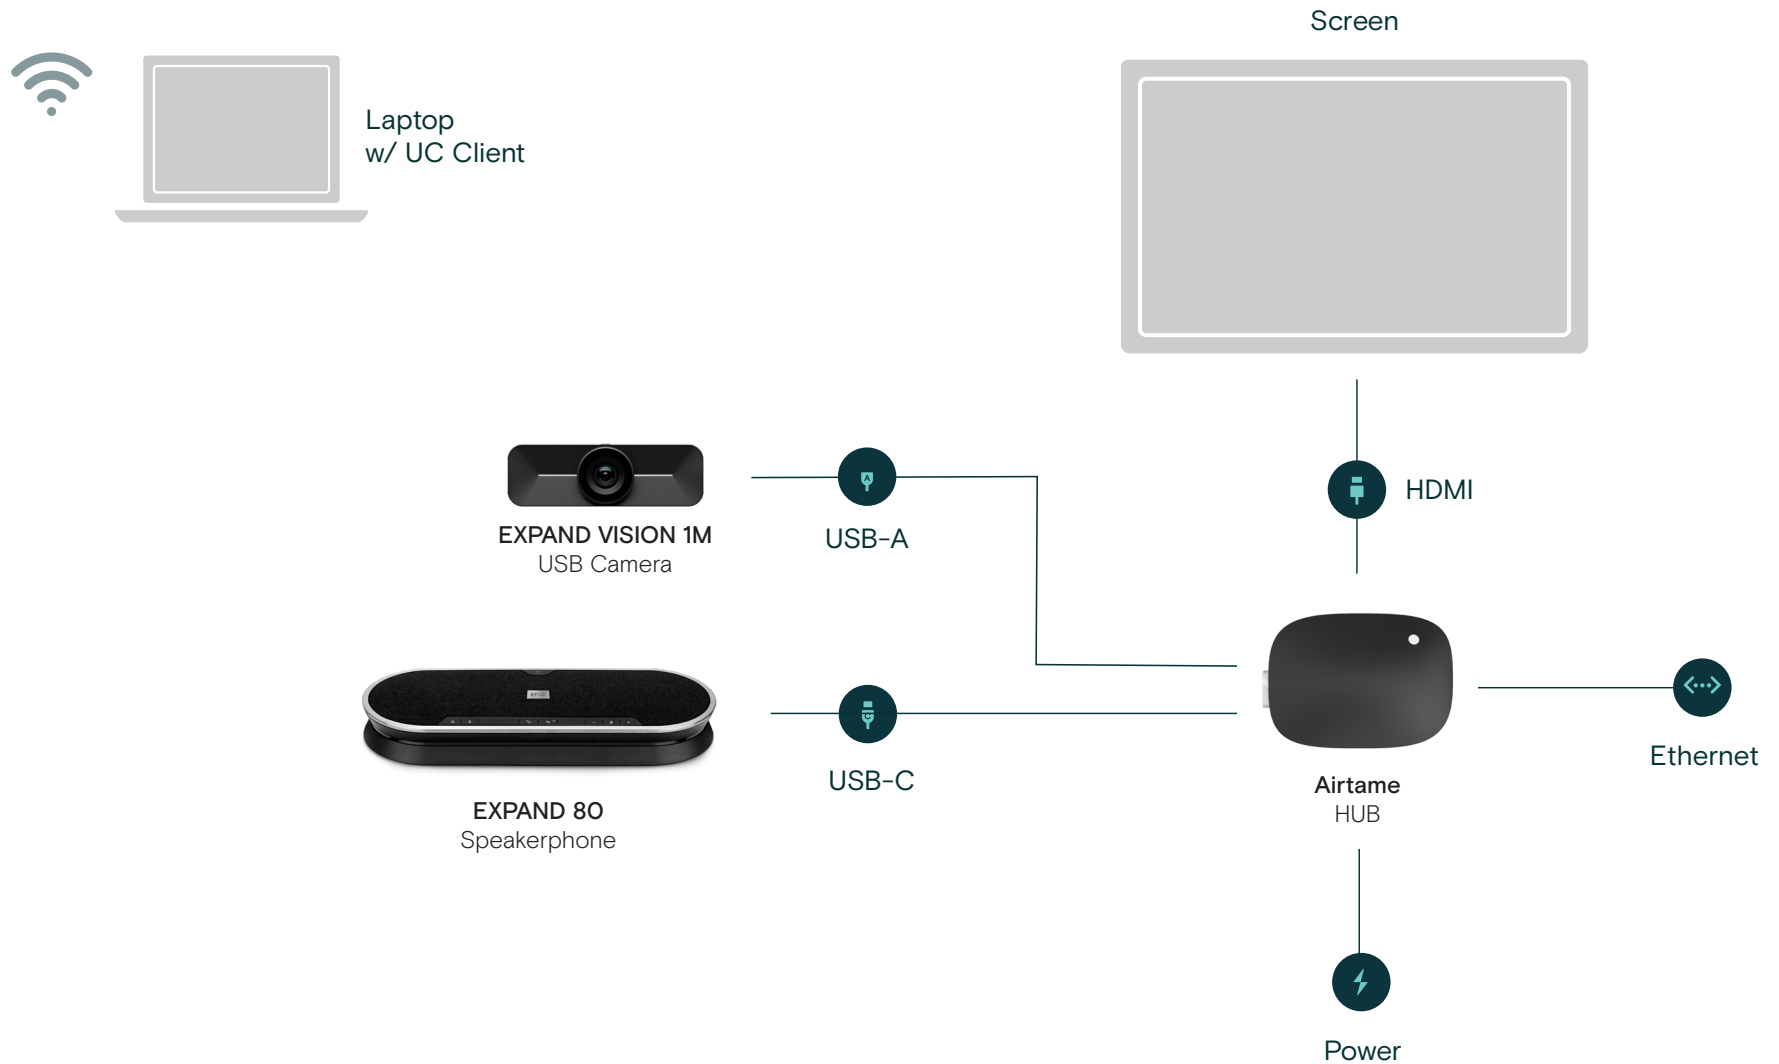 Screen
Laptop
w/ UC Client
HDMI
EXPAND VISION 1M
USB Camera
USB-A
EXPAND 80
Speakerphone
USB-C
Airtame
HUB
Ethernet
Power